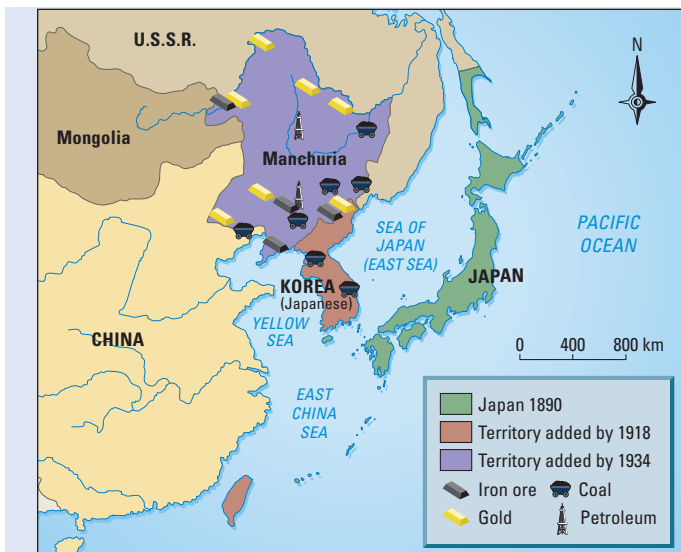 U.S.S.R.
N
Mongolia
Manchuria
SEA OF
JAPAN
(EAST SEA)
PACIFIC
OCEAN
KOREA
(Japanese)
JAPAN
YELLOW
SEA
CHINA
0 400 800 km
EAST
CHINA
SEA
Japan 1890
Territory added by 1918
Territory added by 1934
Iron ore Coal
Gold Petroleum